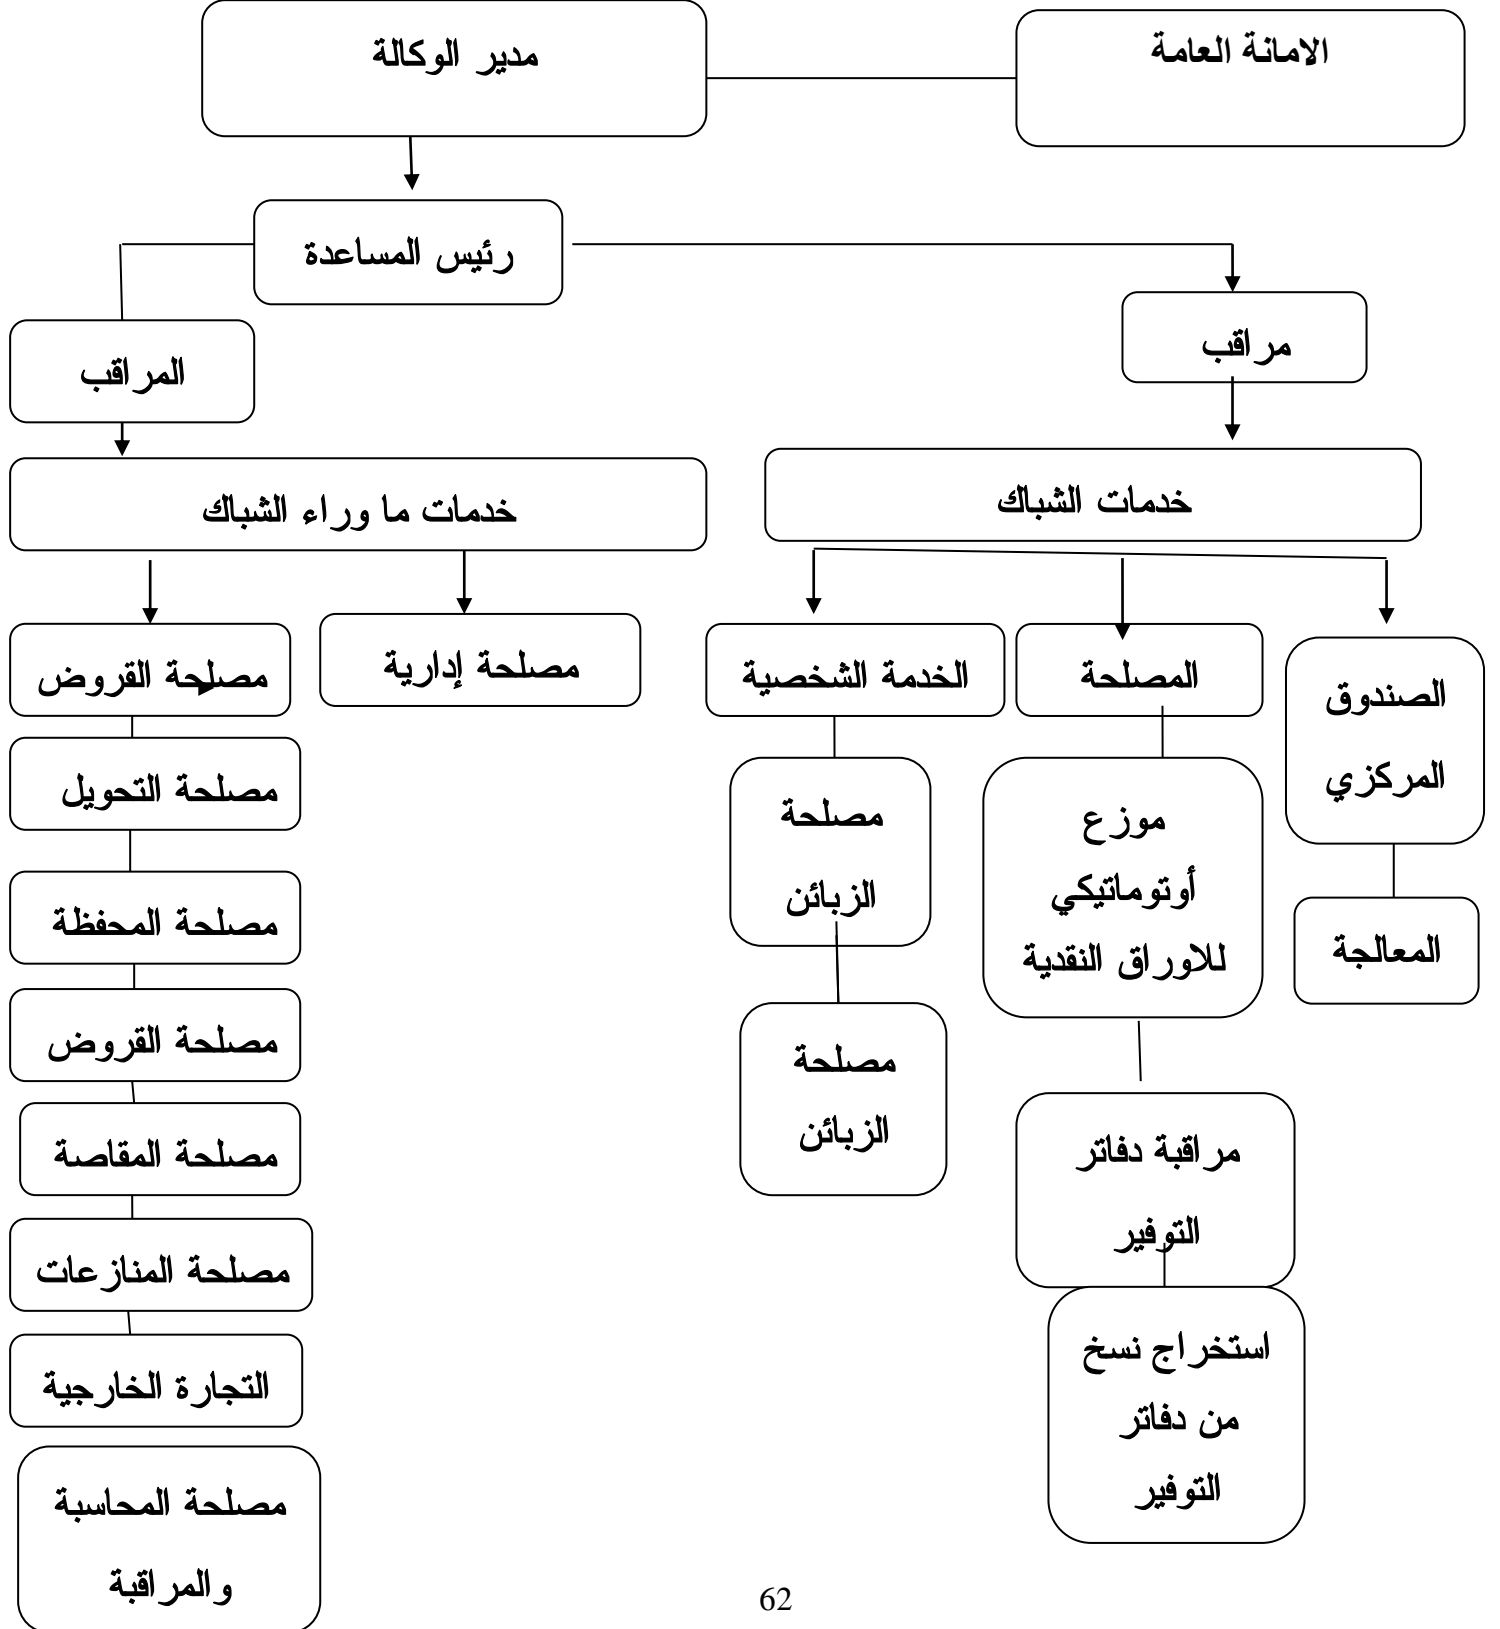 الامانة العامة
مدير الوكالة
رئيس المساعدة
مراقب
المراقب
خدمات الشباك
خدمات ما وراء الشباك
الصندوق
المركزي
المعالجة
المصلحة
موزع
أوتوماتيكي
للاوراق النقدية
مراقبة دفاتر
التوفير
استخراج نسخ
من دفاتر
التوفير
الخدمة الشخصية
مصلحة
الزبائن
مصلحة
الزبائن
مصلحة إدارية
مصلحة القروض
مصلحة التحويل
مصلحة المحفظة
مصلحة القروض
مصلحة المقاصة
مصلحة المنازعات
التجارة الخارجية
مصلحة المحاسبة
والمراقبة
62